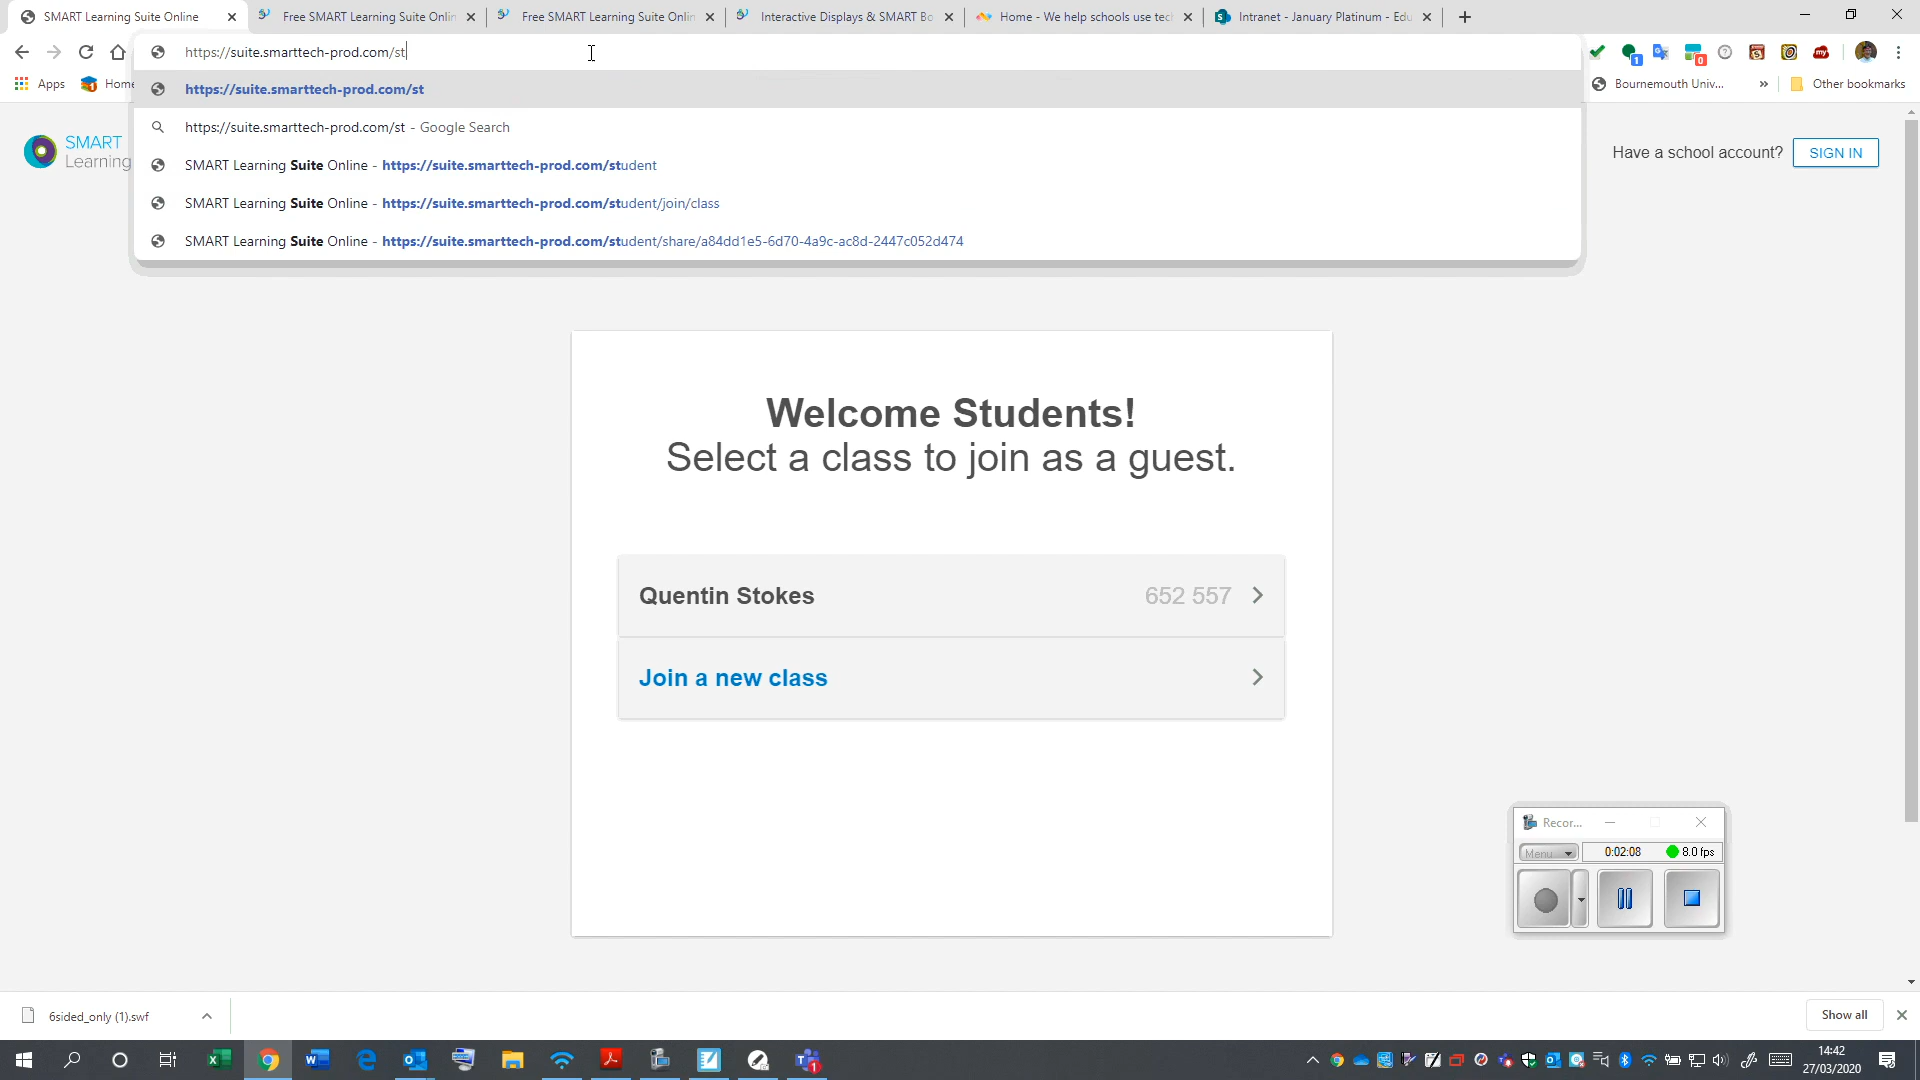 SMART Learning Suite Online
Free SMART Learning Suite Onlin
Free SMART Learning Suite Onlin
Interactive Displays & SMART Bo
Home - We help schools use tec
Intranet - January Platinum - Edu
https://suite.smarttech-prod.com/st
1
0
my
Apps
Home
Bournemouth Univ...
»
Other bookmarks
https://suite.smarttech-prod.com/st
https://suite.smarttech-prod.com/st - Google Search
SMART Learning Suite Online - https://suite.smarttech-prod.com/student
SMART Learning Suite Online - https://suite.smarttech-prod.com/student/join/class
SMART Learning Suite Online - https://suite.smarttech-prod.com/student/share/a84dd1e5-6d70-4a9c-ac8d-2447c052d474
SMART
Learning
Have a school account?
SIGN IN
Welcome Students!
Select a class to join as a guest.
Quentin Stokes
652 557
Join a new class
Recor...
Menu
0:02:08
8.0 fps
6sided_only (1).swf
Show all
14:42
27/03/2020